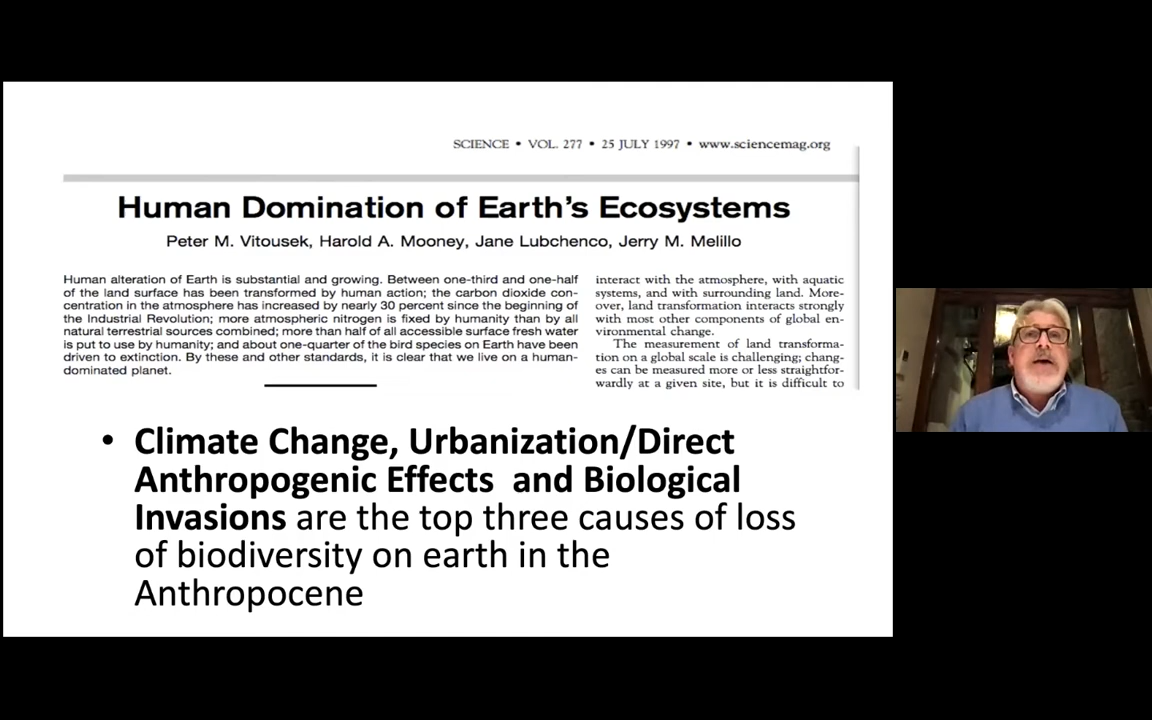 SCIENCE • VOL. 277 • 25 JULY 1997 • www.sciencemag.org
Human Domination of Earth's Ecosystems
Peter M. Vitousek, Harold A. Mooney, Jane Lubchenco, Jerry M. Melillo
Human alteration of Earth is substantial and growing. Between one-third and one-half
of the land surface has been transformed by human action; the carbon dioxide con-
centration in the atmosphere has increased by nearly 30 percent since the beginning of
the Industrial Revolution; more atmospheric nitrogen is fixed by humanity than by all
natural terrestrial sources combined; more than half of all accessible surface fresh water
is put to use by humanity; and about one-quarter of the bird species on Earth have been
driven to extinction. By these and other standards, it is clear that we live on a human-
dominated planet.
interact with the atmosphere, with aquatic
systems, and with surrounding land. More-
over, land transformation interacts strongly
with most other components of global en-
vironmental change.
The measurement of land transforma-
tion on a global scale is challenging; chang-
es can be measured more or less straightfor-
wardly at a given site, but it is difficult to
• Climate Change, Urbanization/Direct
Anthropogenic Effects and Biological
Invasions are the top three causes of loss
of biodiversity on earth in the
Anthropocene